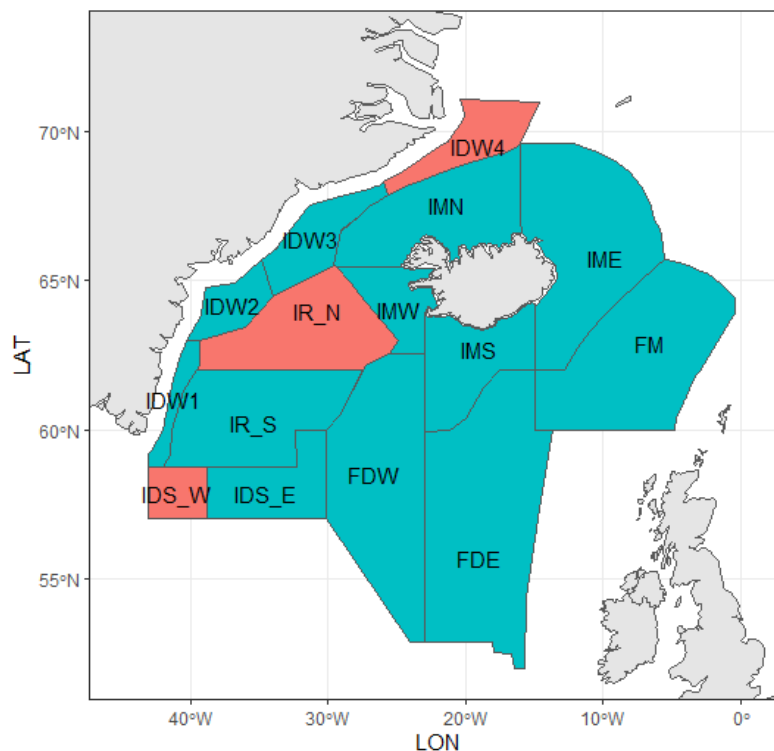 70°N
IDW4
IMN
IDW3
IME
65°N
IDW2
IR_N
IMW
IMS
FM
LAT
IDW1
60°N
IR_S
FDW
IDS_W
IDS_E
FDE
55°N
40°W
30°W
20°W
10°W
0°
LON